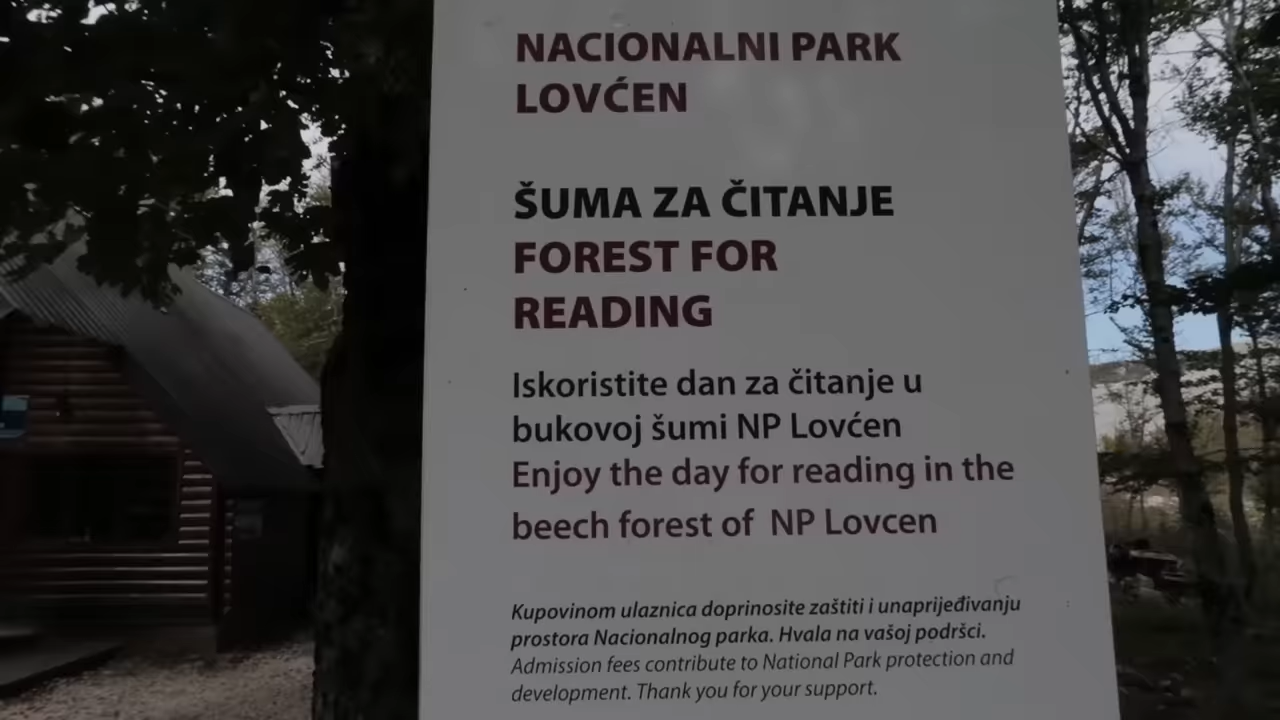 NACIONALNI PARK
LOVĆEN
ŠUMA ZA ČITANJE
FOREST FOR
READING
Iskoristite dan za čitanje u
bukovoj šumi NP Lovćen
Enjoy the day for reading in the
beech forest of NP Lovcen
Kupovinom ulaznica doprinosite zaštiti i unaprijeđivanju
prostora Nacionalnog parka. Hvala na vašoj podršci.
Admission fees contribute to National Park protection and
development. Thank you for your support.